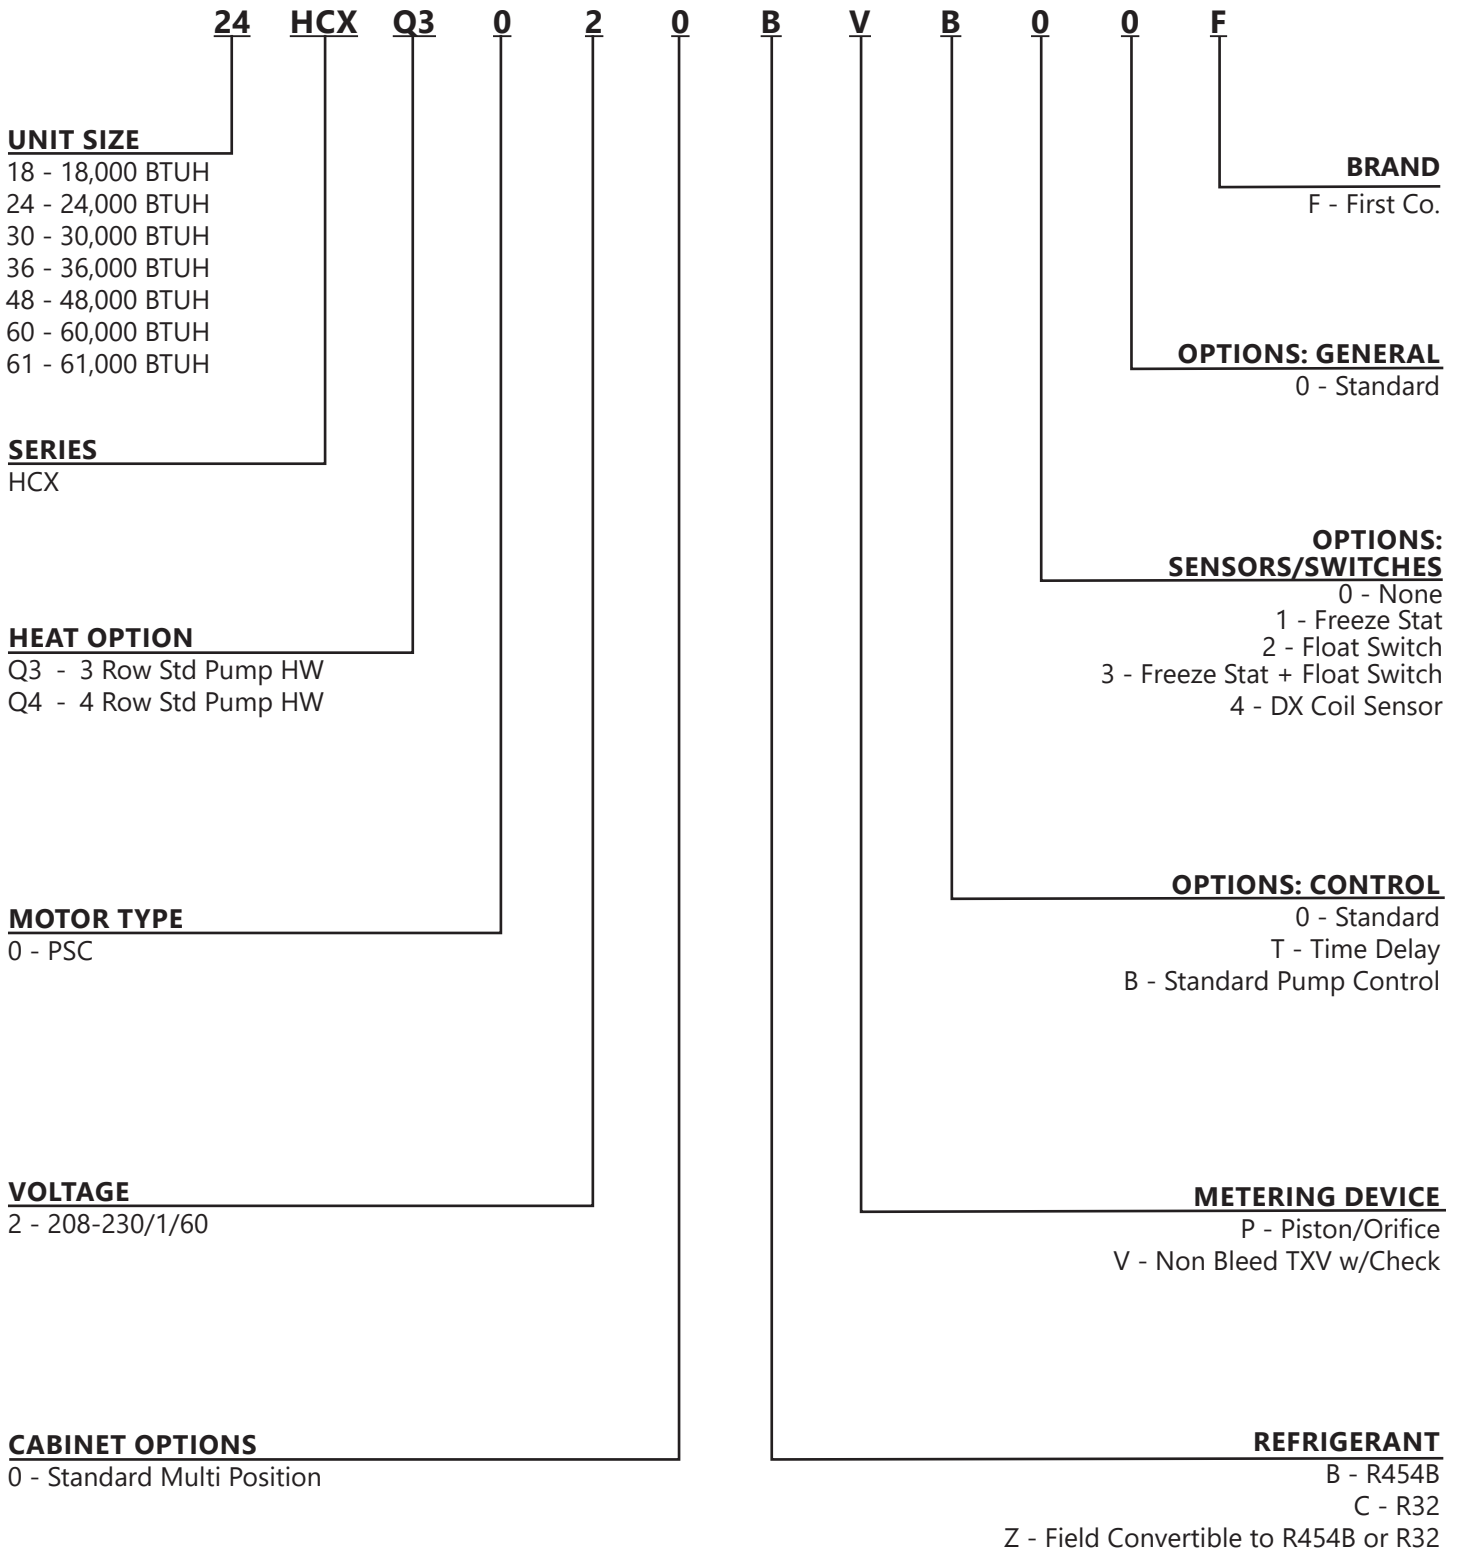 24 HCX Q3 0 2 0 B V B 0 0 F
UNIT SIZE
18 - 18,000 BTUH
24 - 24,000 BTUH
30 - 30,000 BTUH
36 - 36,000 BTUH
48 - 48,000 BTUH
60 - 60,000 BTUH
61 - 61,000 BTUH
SERIES
HCX
HEAT OPTION
Q3 - 3 Row Std Pump HW
Q4 - 4 Row Std Pump HW
MOTOR TYPE
0 - PSC
VOLTAGE
2 - 208-230/1/60
CABINET OPTIONS
0 - Standard Multi Position
BRAND
F - First Co.
OPTIONS: GENERAL
0 - Standard
OPTIONS:
SENSORS/SWITCHES
0 - None
1 - Freeze Stat
2 - Float Switch
3 - Freeze Stat + Float Switch
4 - DX Coil Sensor
OPTIONS: CONTROL
0 - Standard
T - Time Delay
B - Standard Pump Control
METERING DEVICE
P - Piston/Orifice
V - Non Bleed TXV w/Check
REFRIGERANT
B - R454B
C - R32
Z - Field Convertible to R454B or R32